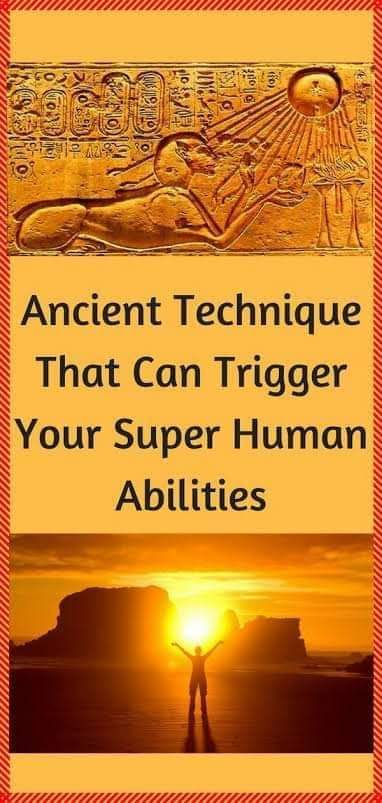 Ancient Technique
That Can Trigger
Your Super Human
Abilities